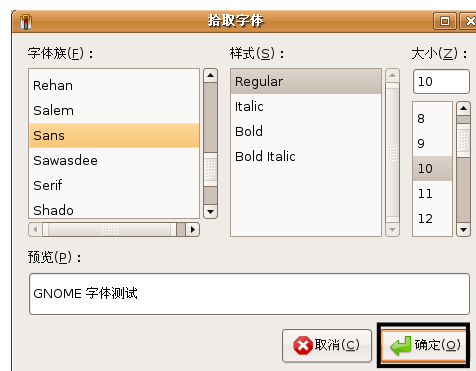 拾取字体
字体族(F)：
样式(S)：
大小(Z)：
Rehan
Salem
Sans
Sawasdee
Serif
Shado
Regular
Italic
Bold
Bold Italic
10
8
9
10
11
12
预览(P)：
GNOME 字体测试
取消(C)
确定(O)